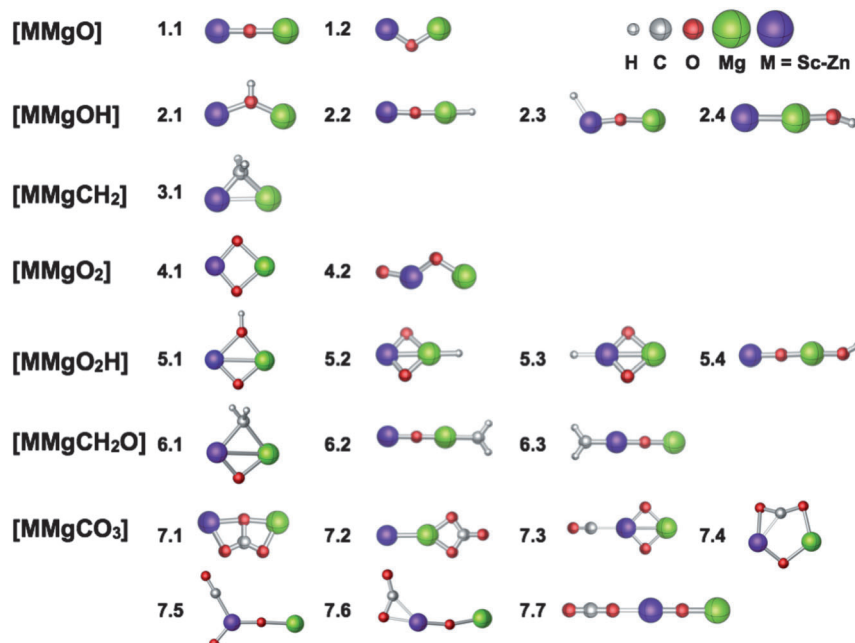 [MMgO] 1.1 1.2
H C O Mg M = Sc-Zn
[MMgOH] 2.1 2.2 2.3 2.4
[MMgCH₂] 3.1
[MMgO₂] 4.1 4.2
[MMgO₂H] 5.1 5.2 5.3 5.4
[MMgCH₂O] 6.1 6.2 6.3
[MMgCO₃] 7.1 7.2 7.3 7.4
7.5 7.6 7.7